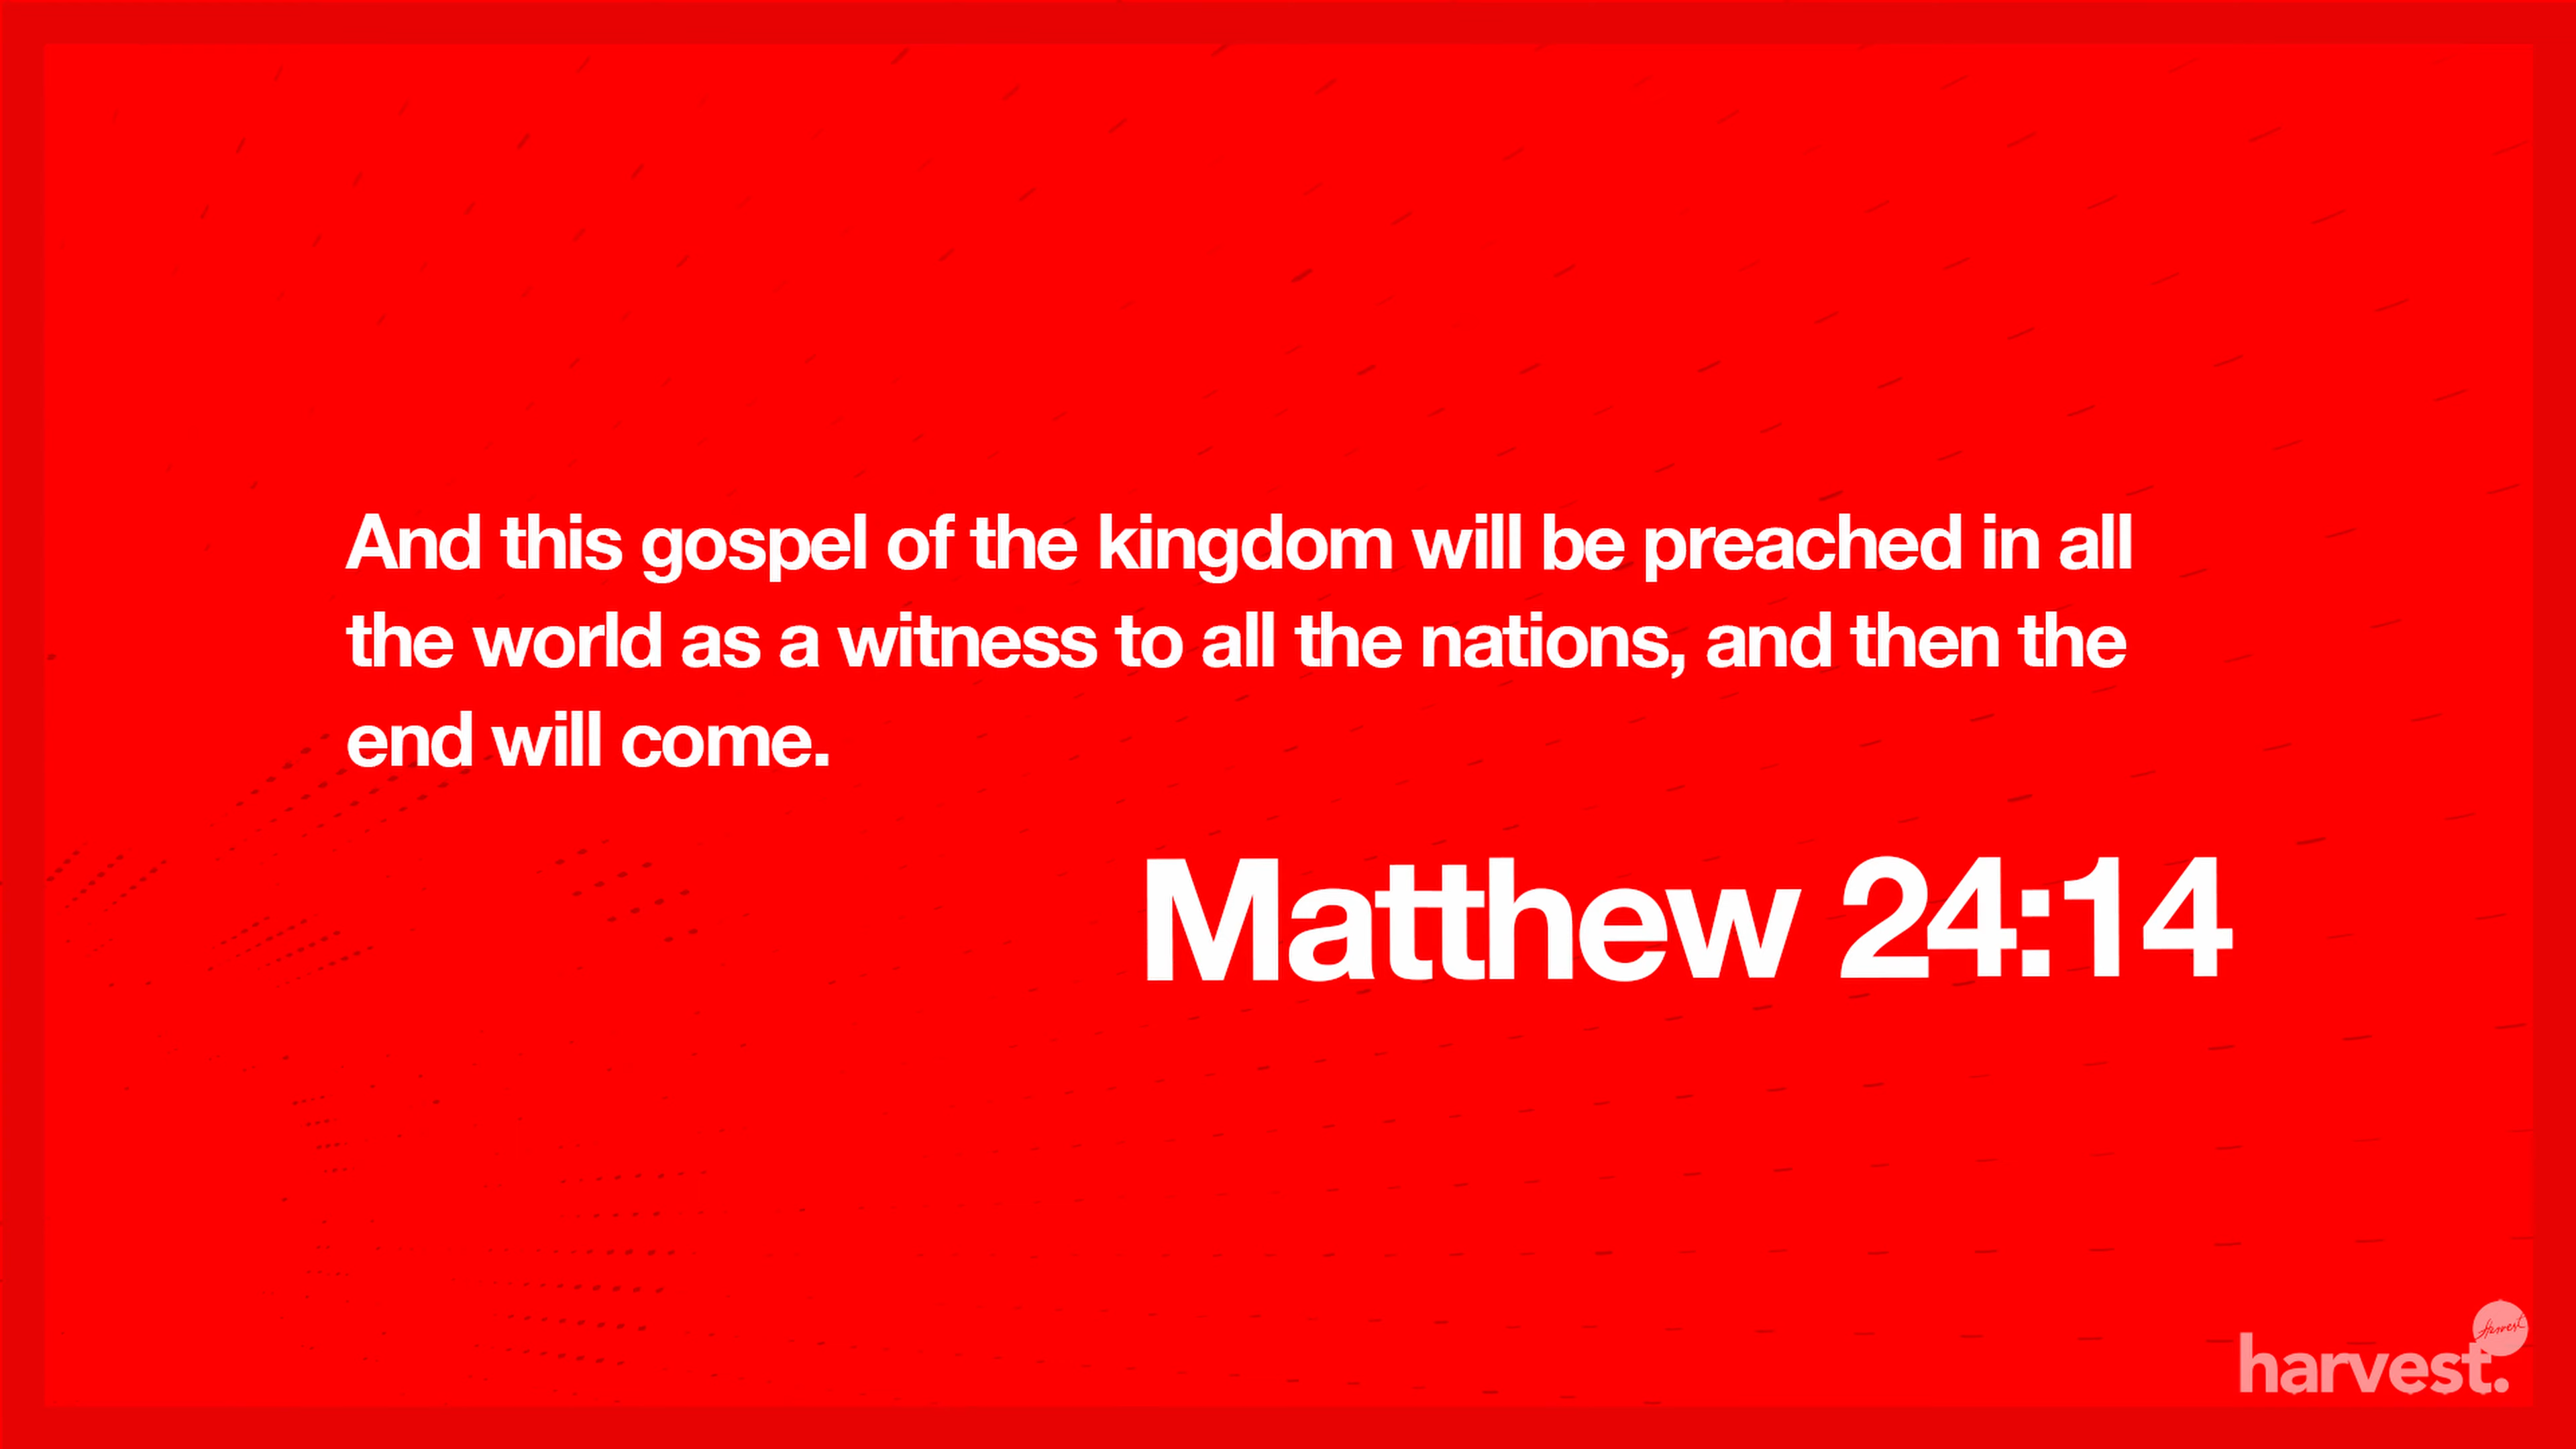 And this gospel of the kingdom will be preached in all
the world as a witness to all the nations, and then the
end will come.
Matthew 24:14
Harvest
harvest.